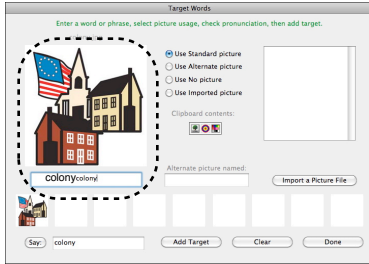 Target Words
Enter a word or phrase, select picture usage, check pronunciation, then add target.
Use Standard picture
Use Alternate picture
Use No picture
Use Imported picture
Clipboard contents:
colonycolony
Alternate picture named:
Import a Picture File
Say: colony
Add Target
Clear
Done